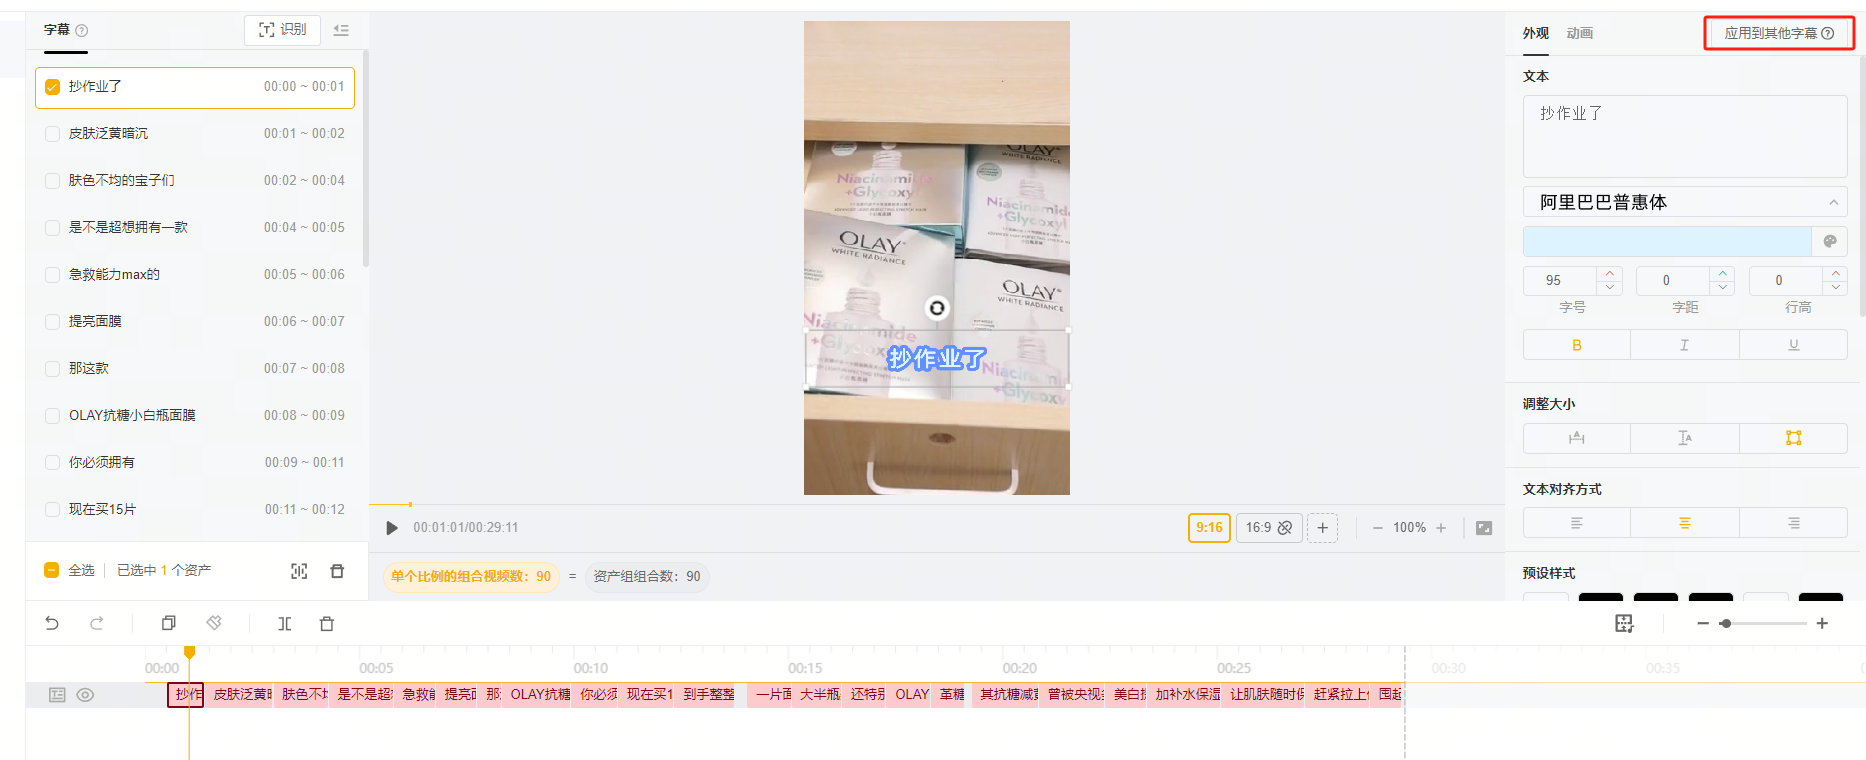 字幕
识别
抄作业了 00:00 ~ 00:01
皮肤泛黄暗沉 00:01 ~ 00:02
肤色不均的宝子们 00:02 ~ 00:04
是不是超想拥有一款 00:04 ~ 00:05
急救能力max的 00:05 ~ 00:06
提亮面膜 00:06 ~ 00:07
那这款 00:07 ~ 00:08
OLAY抗糖小白瓶面膜 00:08 ~ 00:09
你必须拥有 00:09 ~ 00:11
现在买15片 00:11 ~ 00:12
全选 已选中 1 个资产
OLAY
WHITE RADIANCE
Niacinamide
+Glycoxyl
OLAY
WHITE RADIANCE
Niacinamide
+Glycoxyl
OLAY
WHITE RADIANCE
Niacinamide
OLAY
WHITE RADIANCE
抄作业了
Niacinamide
+Glycoxyl
00:01:01/00:29:11
9:16 16:9 100%
单个比例的组合视频数：90 = 资产组组合数：90
外观 动画 应用到其他字幕
文本
抄作业了
阿里巴巴普惠体
95 0 0
字号 字距 行高
B I U
调整大小
文本对齐方式
预设样式
00:00 00:05 00:10 00:15 00:20 00:25 00:30 00:35
抄作 皮肤泛黄 肤色不均 是不是超 急救能 提亮面 那 OLAY抗糖 你必须 现在买1 到手整整 一片面 大半瓶 还特别 OLAY 革糖 其抗糖减黄 曾被央视 美白 加补水保湿 让肌肤随时 赶紧拉上 囤起